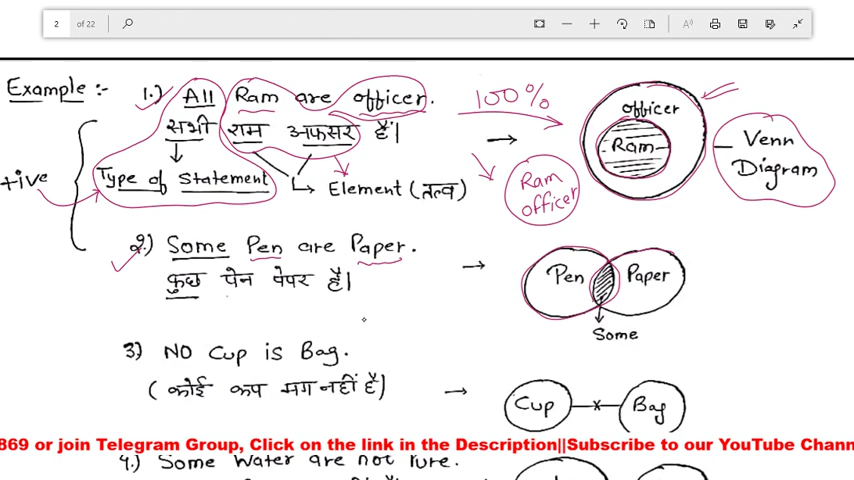 2 of 22
Example :- 1.) All Ram are officer. 100%
सभी राम अफसर हैं।
officer
Ram
Venn Diagram
+ive
Type of Statement
Element (तत्व)
Ram officer
2.) Some Pen are Paper.
कुछ पेन पेपर हैं।
Pen Paper
Some
3) NO Cup is Bag.
(कोई कप मग नहीं है)
Cup x Bag
869 or join Telegram Group, Click on the link in the Description||Subscribe to our YouTube Chann
4.) Some Water are not Pure.